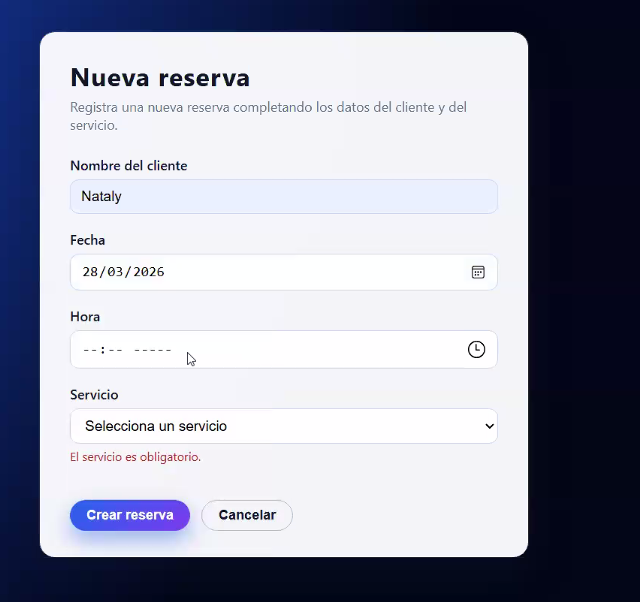 Nueva reserva
Registra una nueva reserva completando los datos del cliente y del
servicio.
Nombre del cliente
Nataly
Fecha
28/03/2026
Hora
--:-- -----
Servicio
Selecciona un servicio
El servicio es obligatorio.
Crear reserva
Cancelar